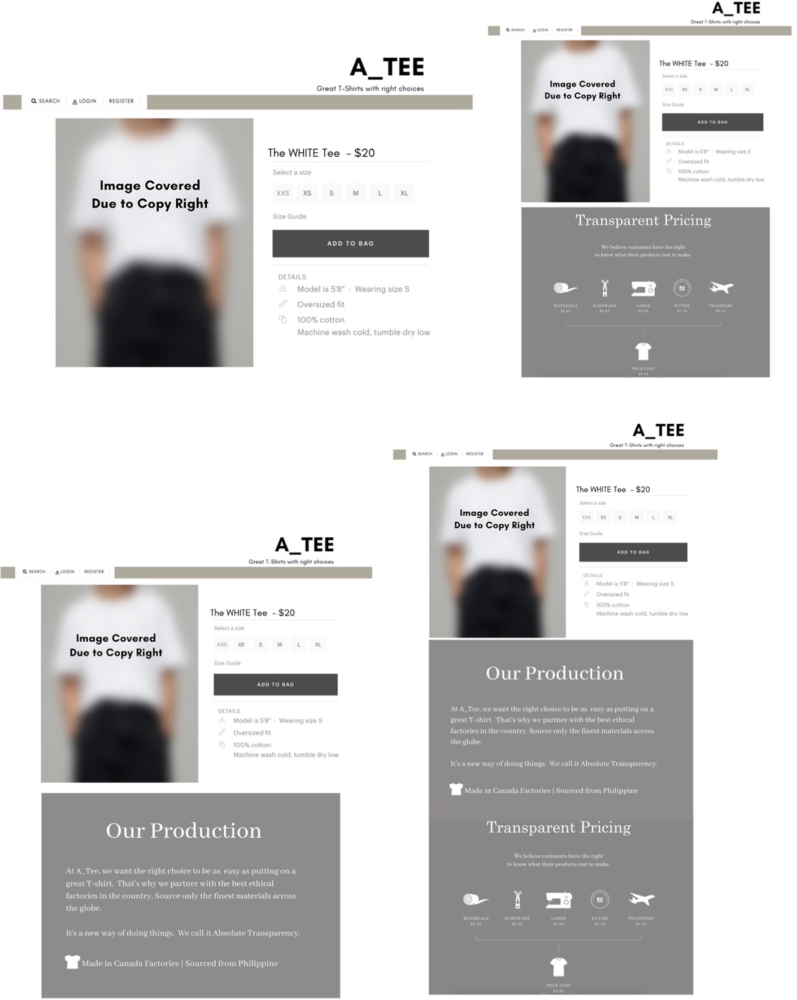 A_TEE
Great T-Shirts with right choices
SEARCH LOGIN REGISTER
Image Covered
Due to Copy Right
The WHITE Tee - $20
Select a size
XXS XS S M L XL
Size Guide
ADD TO BAG
DETAILS
Model is 5'8" · Wearing size S
Oversized fit
100% cotton
Machine wash cold, tumble dry low
A_TEE
Great T-Shirts with right choices
SEARCH LOGIN REGISTER
Image Covered
Due to Copy Right
The WHITE Tee - $20
Select a size
XXS XS S M L XL
Size Guide
ADD TO BAG
DETAILS
Model is 5'8" · Wearing size S
Oversized fit
100% cotton
Machine wash cold, tumble dry low
Transparent Pricing
We believe customers have the right
to know what their products cost to make.
MATERIALS HARDWARE LABOR DUTIES TRANSPORT
$2.93 $0.62 $3.65 $1.19 $0.41
TRUE COST
$8.80
A_TEE
Great T-Shirts with right choices
SEARCH LOGIN REGISTER
Image Covered
Due to Copy Right
The WHITE Tee - $20
Select a size
XXS XS S M L XL
Size Guide
ADD TO BAG
DETAILS
Model is 5'8" · Wearing size S
Oversized fit
100% cotton
Machine wash cold, tumble dry low
Our Production
At A_Tee, we want the right choice to be as easy as putting on a
great T-shirt. That's why we partner with the best ethical
factories in the country. Source only the finest materials across
the globe.
It's a new way of doing things. We call it Absolute Transparency.
Made in Canada Factories | Sourced from Philippine
A_TEE
Great T-Shirts with right choices
SEARCH LOGIN REGISTER
Image Covered
Due to Copy Right
The WHITE Tee - $20
Select a size
XXS XS S M L XL
Size Guide
ADD TO BAG
DETAILS
Model is 5'8" · Wearing size S
Oversized fit
100% cotton
Machine wash cold, tumble dry low
Our Production
At A_Tee, we want the right choice to be as easy as putting on a
great T-shirt. That's why we partner with the best ethical
factories in the country. Source only the finest materials across
the globe.
It's a new way of doing things. We call it Absolute Transparency.
Made in Canada Factories | Sourced from Philippine
Transparent Pricing
We believe customers have the right
to know what their products cost to make.
MATERIALS HARDWARE LABOR DUTIES TRANSPORT
$2.93 $0.62 $3.65 $1.19 $0.41
TRUE COST
$8.80